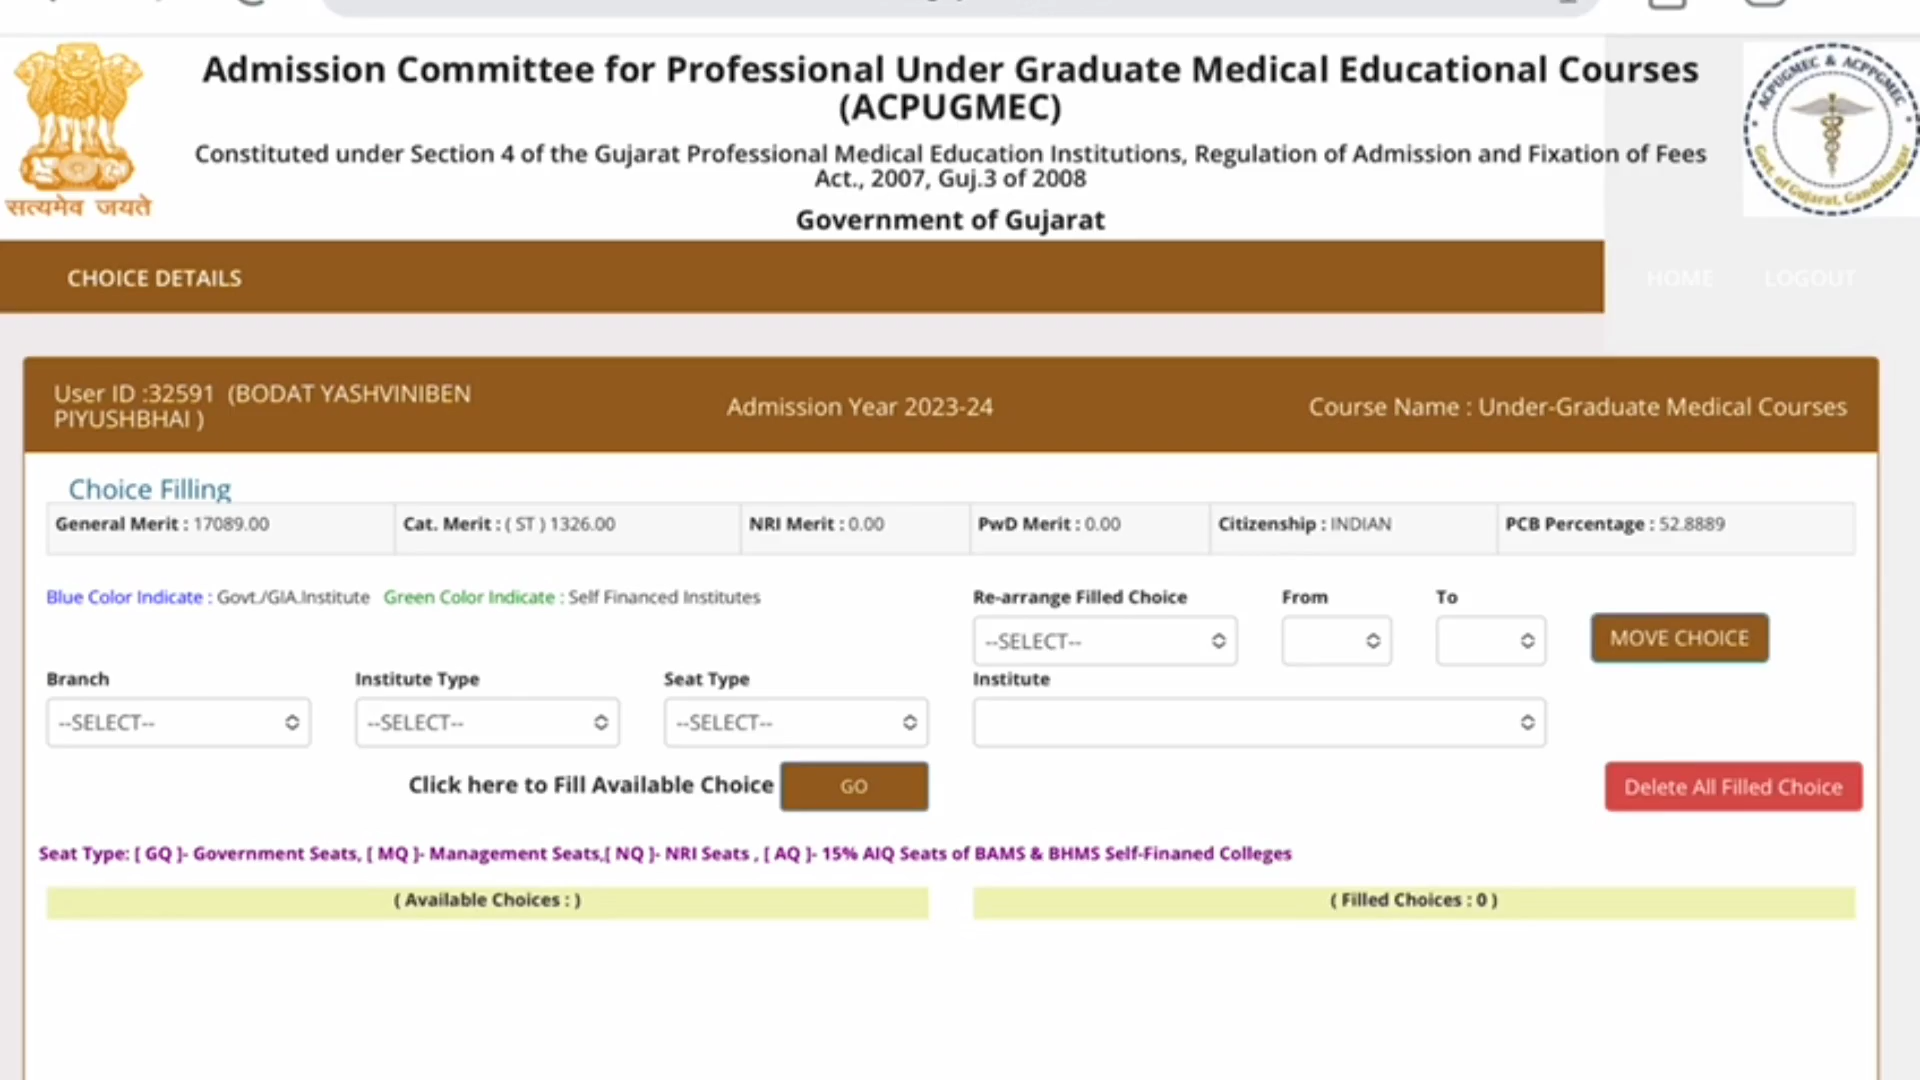 Admission Committee for Professional Under Graduate Medical Educational Courses
(ACPUGMEC)
Constituted under Section 4 of the Gujarat Professional Medical Education Institutions, Regulation of Admission and Fixation of Fees
Act., 2007, Guj.3 of 2008
Government of Gujarat
सत्यमेव जयते
ACPUGMEC & ACPPGMEC
Govt. of Gujarat, Gandhinagar
CHOICE DETAILS
HOME LOGOUT
User ID :32591 (BODAT YASHVINIBEN
PIYUSHBHAI )
Admission Year 2023-24
Course Name : Under-Graduate Medical Courses
Choice Filling
General Merit : 17089.00 Cat. Merit : ( ST ) 1326.00 NRI Merit : 0.00 PwD Merit : 0.00 Citizenship : INDIAN PCB Percentage : 52.8889
Blue Color Indicate : Govt./GIA.Institute Green Color Indicate : Self Financed Institutes
Re-arrange Filled Choice From To
--SELECT-- MOVE CHOICE
Branch Institute Type Seat Type Institute
--SELECT-- --SELECT-- --SELECT--
Click here to Fill Available Choice GO Delete All Filled Choice
Seat Type: [ GQ ]- Government Seats, [ MQ ]- Management Seats,[ NQ ]- NRI Seats , [ AQ ]- 15% AIQ Seats of BAMS & BHMS Self-Finaned Colleges
( Available Choices : ) ( Filled Choices : 0 )